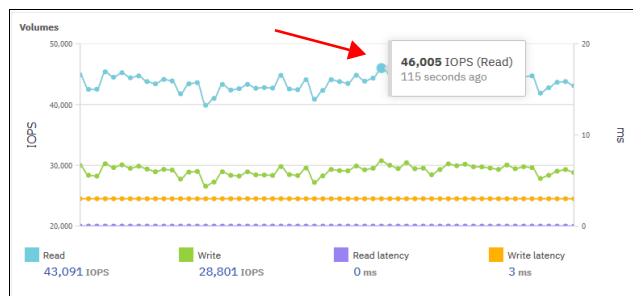 Volumes
50,000
40,000
30,000
20,000
IOPS
20
10
0
ms
46,005 IOPS (Read)
115 seconds ago
Read
43,091 IOPS
Write
28,801 IOPS
Read latency
0 ms
Write latency
3 ms